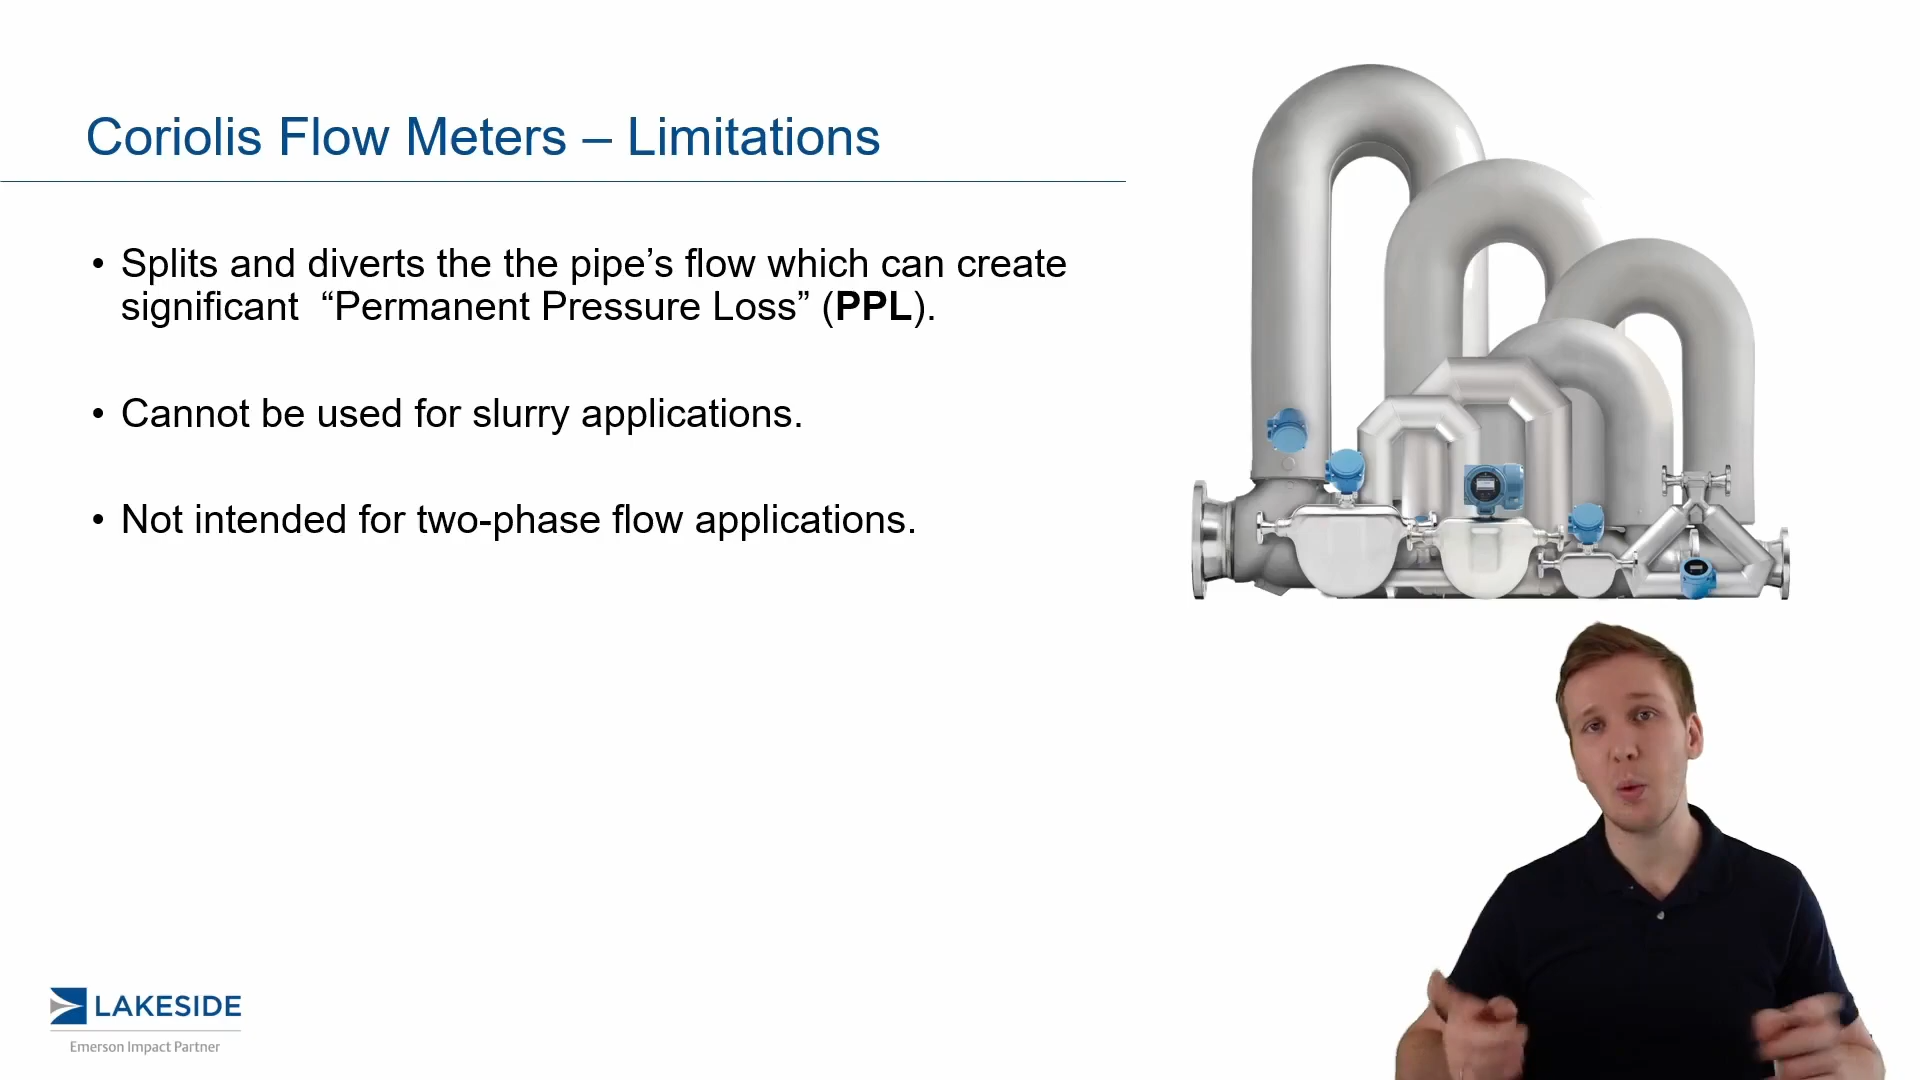 Coriolis Flow Meters – Limitations
• Splits and diverts the the pipe’s flow which can create
significant “Permanent Pressure Loss” (PPL).
• Cannot be used for slurry applications.
• Not intended for two-phase flow applications.
LAKESIDE
Emerson Impact Partner